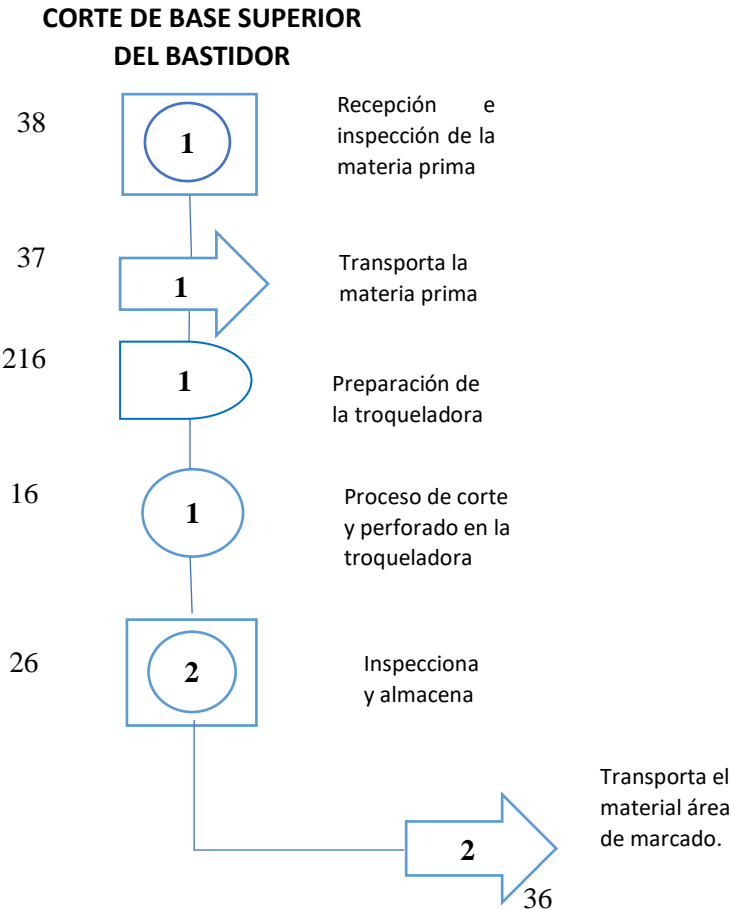 CORTE DE BASE SUPERIOR
DEL BASTIDOR
38
1
Recepción e
inspección de la
materia prima
37
1
Transporta la
materia prima
216
1
Preparación de
la troqueladora
16
1
Proceso de corte
y perforado en la
troqueladora
26
2
Inspecciona
y almacena
2
36
Transporta el
material área
de marcado.